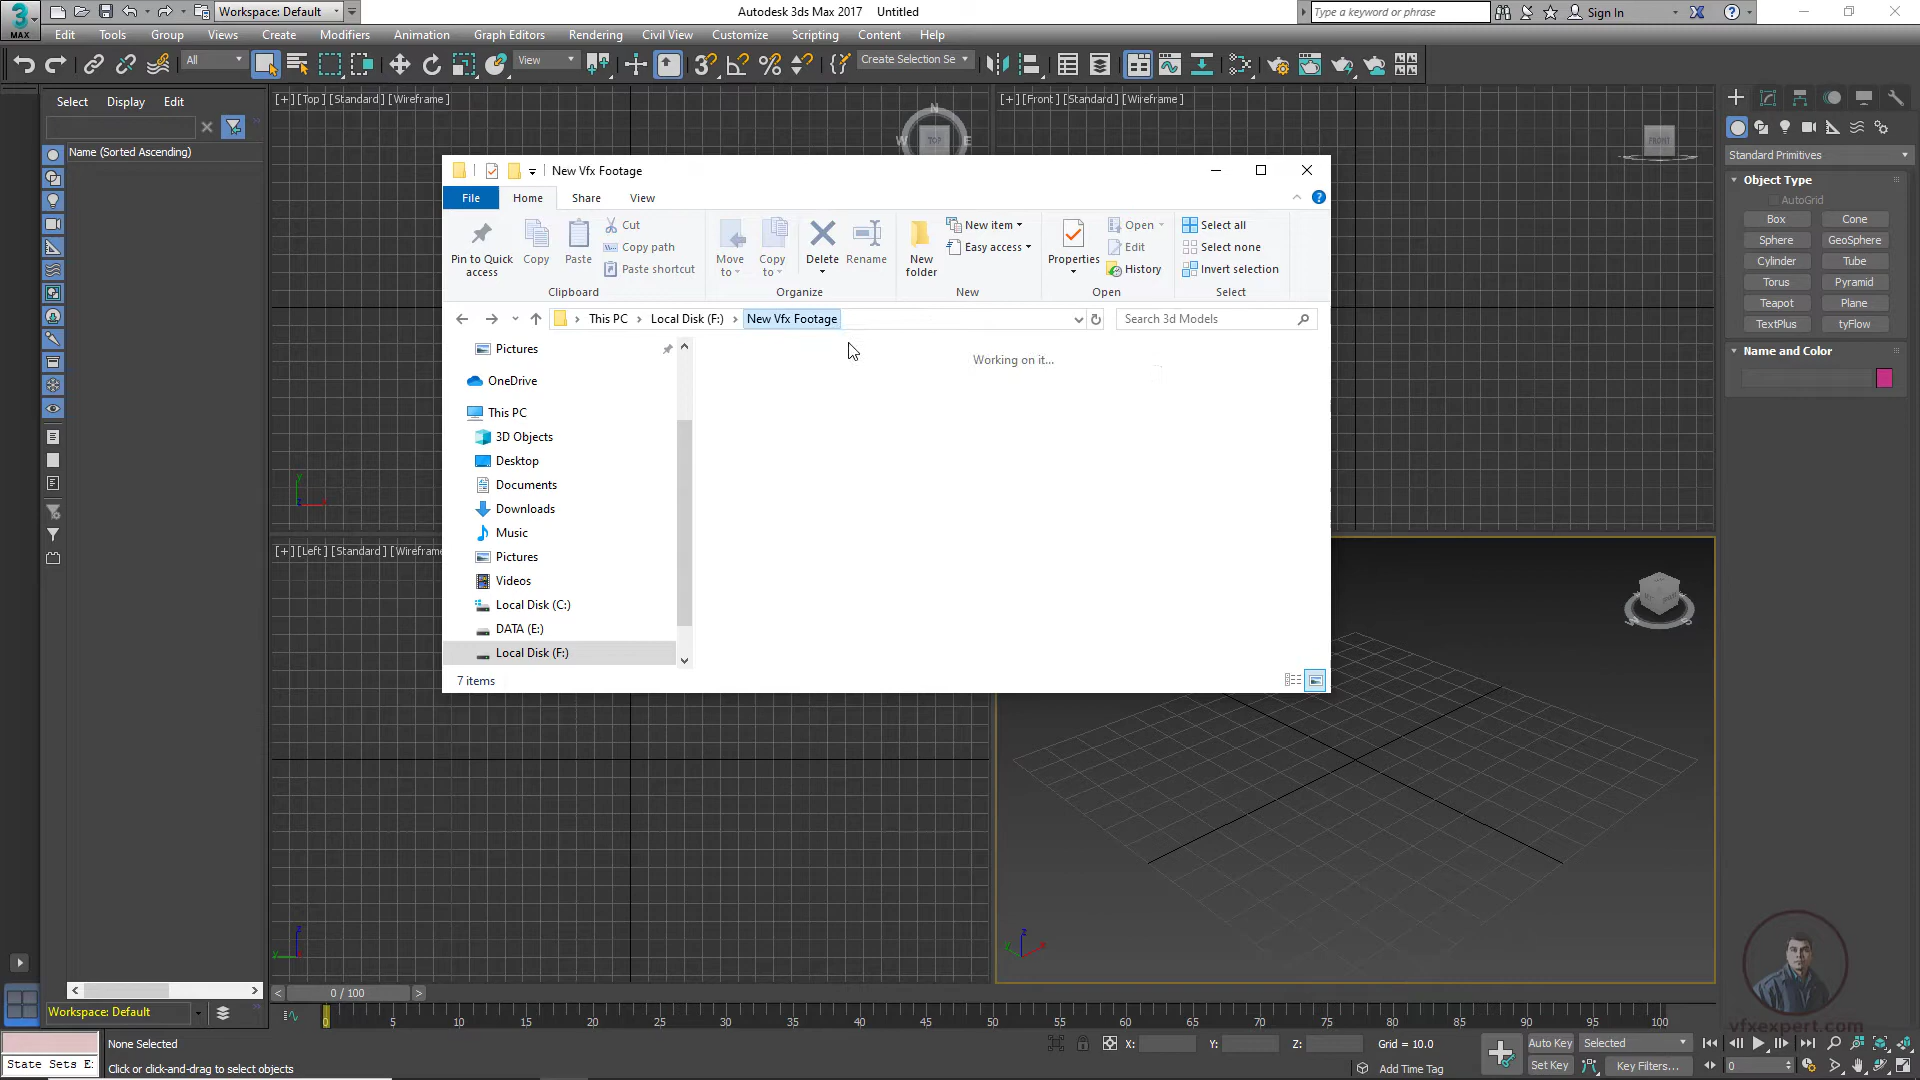 3 MAX
Workspace: Default
Autodesk 3ds Max 2017 Untitled
Type a keyword or phrase
Sign In
Edit Tools Group Views Create Modifiers Animation Graph Editors Rendering Civil View Customize Scripting Content Help
All
View
Create Selection Se
Select Display Edit
Name (Sorted Ascending)
[+] [Top] [Standard] [Wireframe]
[+] [Front] [Standard] [Wireframe]
N
W TOP E
FRONT
New Vfx Footage
File Home Share View
Pin to Quick access
Copy
Paste
Cut
Copy path
Paste shortcut
Clipboard
Move to
Copy to
Delete
Rename
Organize
New folder
New item
Easy access
New
Properties
Open
Edit
History
Open
Select all
Select none
Invert selection
Select
This PC > Local Disk (F:) > New Vfx Footage
Search 3d Models
Working on it...
Pictures
OneDrive
This PC
3D Objects
Desktop
Documents
Downloads
Music
Pictures
Videos
Local Disk (C:)
DATA (E:)
Local Disk (F:)
7 items
Standard Primitives
Object Type
AutoGrid
Box Cone
Sphere GeoSphere
Cylinder Tube
Torus Pyramid
Teapot Plane
TextPlus tyFlow
Name and Color
[+] [Left] [Standard] [Wirefram
0 / 100
Workspace: Default
0 5 10 15 20 25 30 35 40 45 50 55 60 65 70 75 80 85 90 95 100
None Selected
State Sets E:
Click or click-and-drag to select objects
X: Y: Z: Grid = 10.0
Add Time Tag
Auto Key Selected
Set Key Key Filters...
0
vfxexpert.com